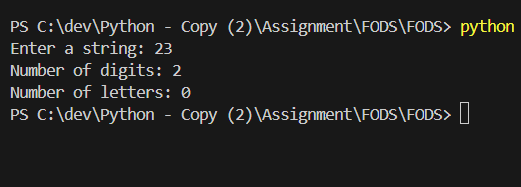 PS C:\dev\Python - Copy (2)\Assignment\FODS\FODS> python
Enter a string: 23
Number of digits: 2
Number of letters: 0
PS C:\dev\Python - Copy (2)\Assignment\FODS\FODS>